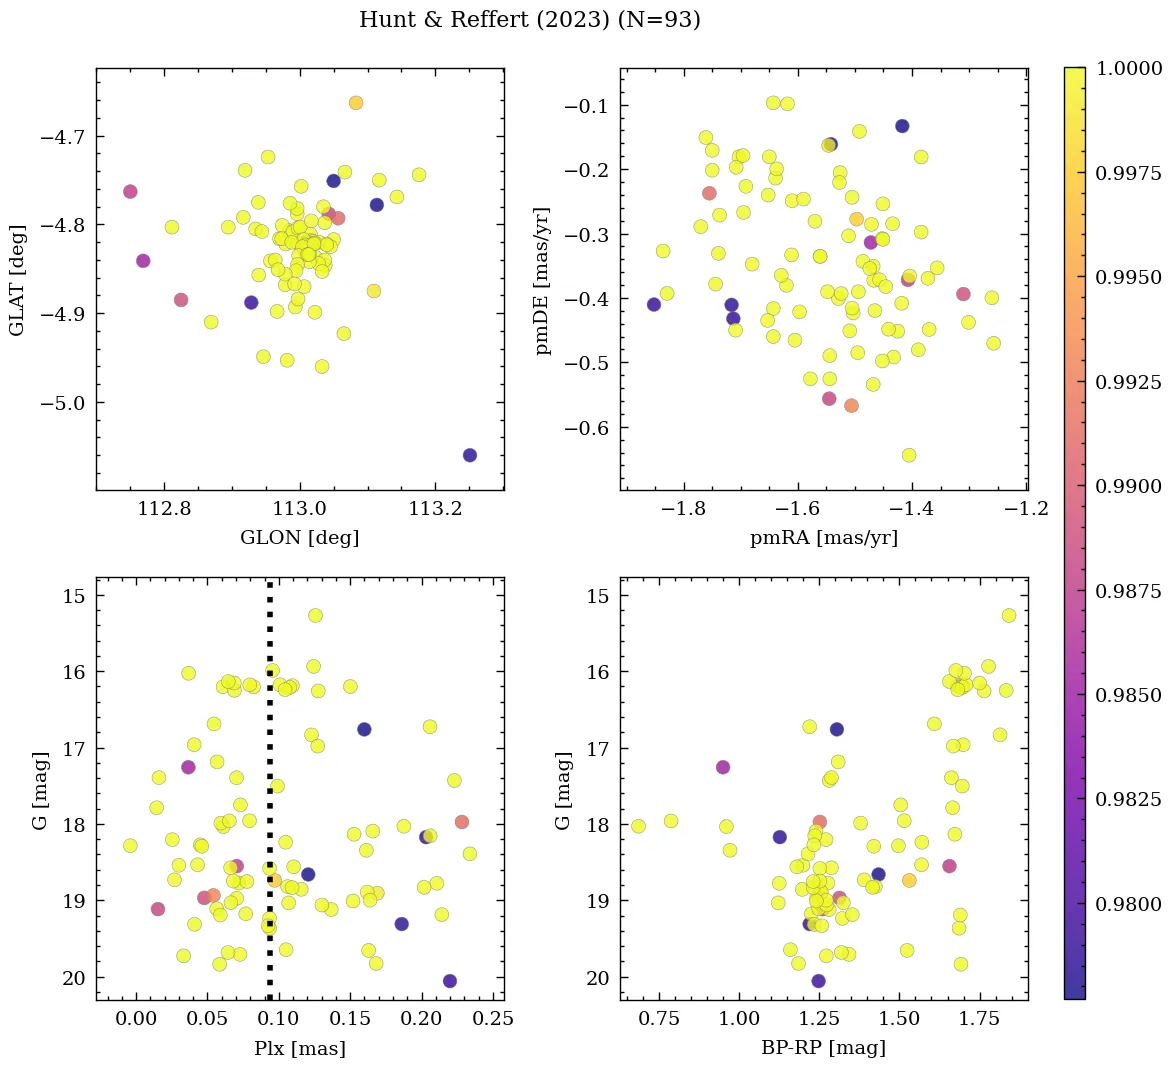 Hunt & Reffert (2023) (N=93)
−4.7
−4.8
−4.9
−5.0
GLAT [deg]
112.8 113.0 113.2
GLON [deg]
−0.1
−0.2
−0.3
−0.4
−0.5
−0.6
pmDE [mas/yr]
−1.8 −1.6 −1.4 −1.2
pmRA [mas/yr]
15
16
17
18
19
20
G [mag]
0.00 0.05 0.10 0.15 0.20 0.25
Plx [mas]
15
16
17
18
19
20
G [mag]
0.75 1.00 1.25 1.50 1.75
BP-RP [mag]
1.0000
0.9975
0.9950
0.9925
0.9900
0.9875
0.9850
0.9825
0.9800